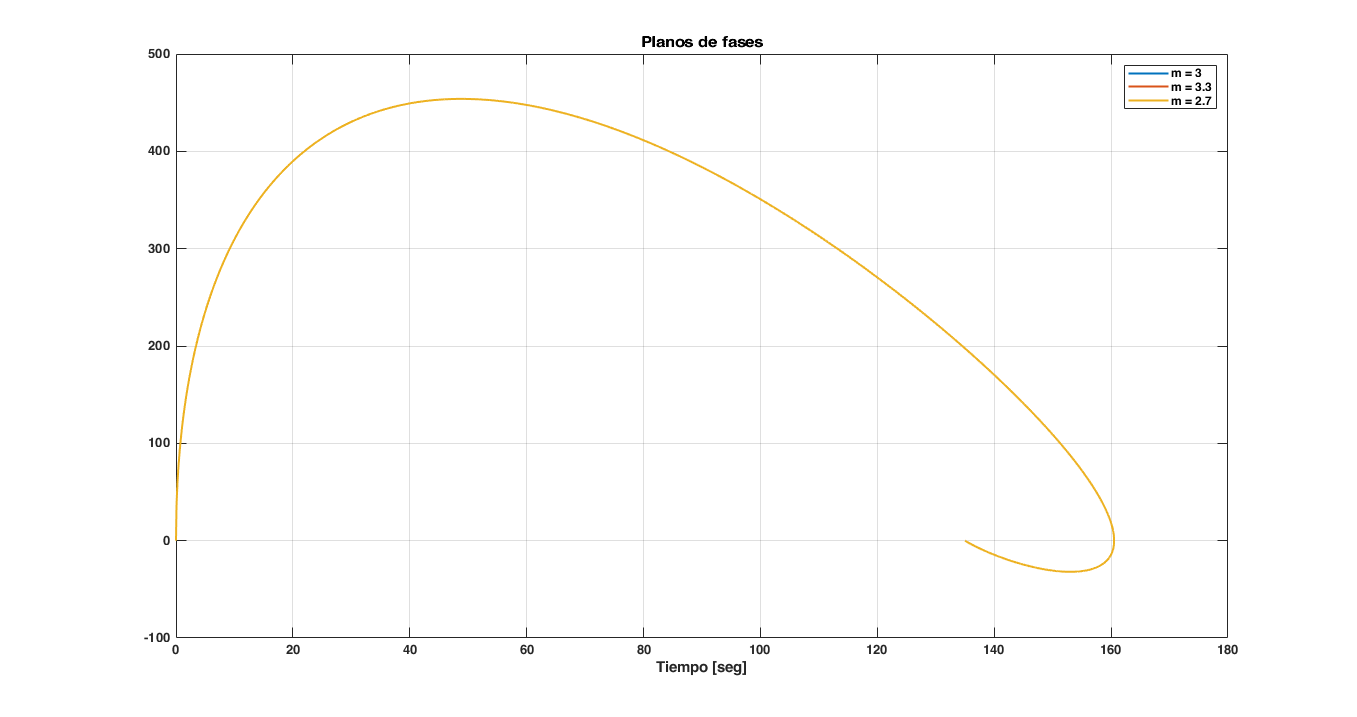 Planos de fases
500
400
300
200
100
0
-100
0 20 40 60 80 100 120 140 160 180
Tiempo [seg]
m = 3
m = 3.3
m = 2.7